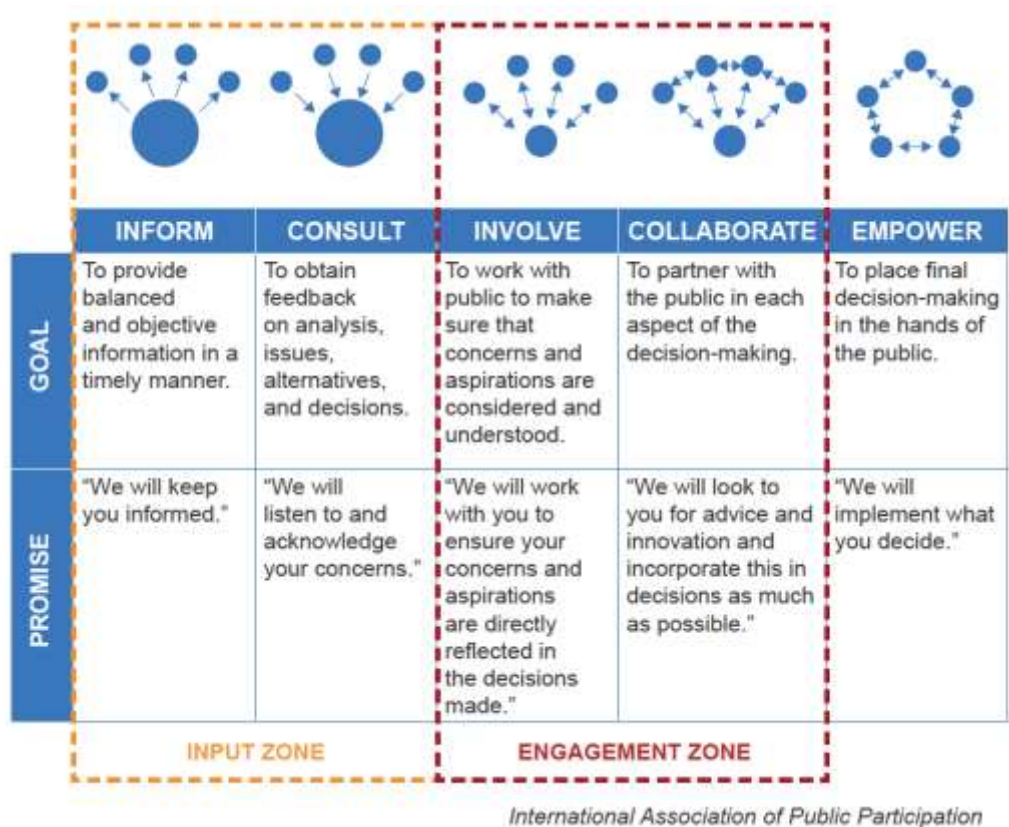 INFORM
CONSULT
INVOLVE
COLLABORATE
EMPOWER
GOAL
To provide
balanced
and objective
information in a
timely manner.
To obtain
feedback
on analysis,
issues,
alternatives,
and decisions.
To work with
public to make
sure that
concerns and
aspirations are
considered and
understood.
To partner with
the public in each
aspect of the
decision-making.
To place final
decision-making
in the hands of
the public.
PROMISE
“We will keep
you informed.”
“We will
listen to and
acknowledge
your concerns.”
“We will work
with you to
ensure your
concerns and
aspirations
are directly
reflected in
the decisions
made.”
“We will look to
you for advice and
innovation and
incorporate this in
decisions as much
as possible.”
“We will
implement what
you decide.”
INPUT ZONE
ENGAGEMENT ZONE
International Association of Public Participation